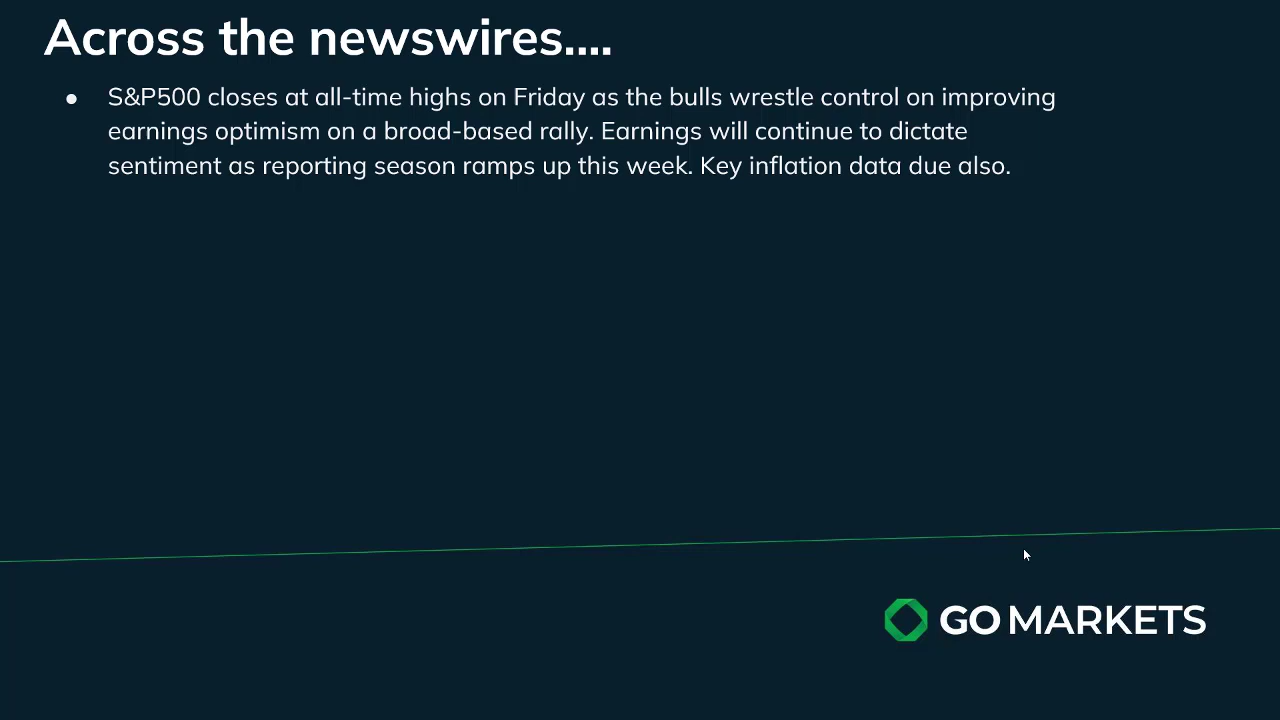 Across the newswires....
● S&P500 closes at all-time highs on Friday as the bulls wrestle control on improving
earnings optimism on a broad-based rally. Earnings will continue to dictate
sentiment as reporting season ramps up this week. Key inflation data due also.
GO MARKETS